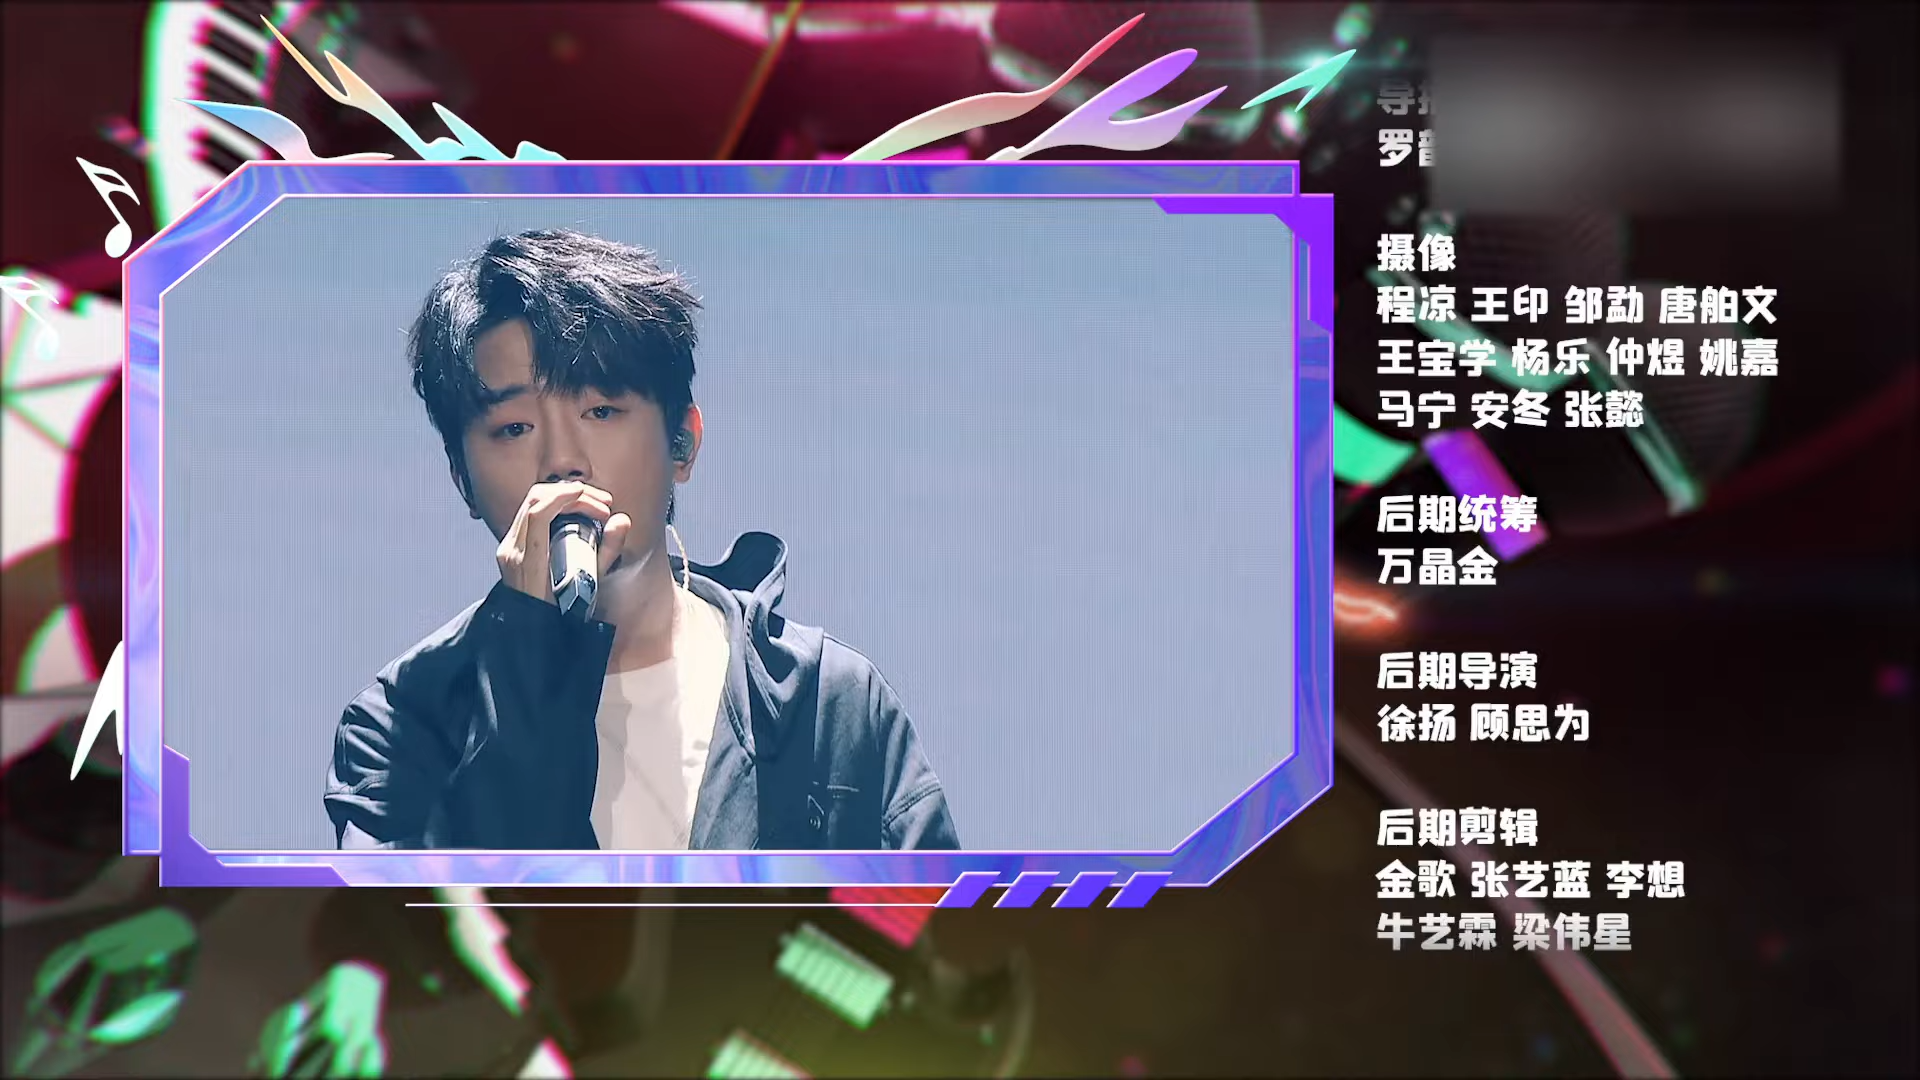 导
罗
摄像
程凉 王印 邹勐 唐舶文
王宝学 杨乐 仲煜 姚嘉
马宁 安冬 张懿
后期统筹
万晶金
后期导演
徐扬 顾思为
后期剪辑
金歌 张艺蓝 李想
牛艺霖 梁伟星